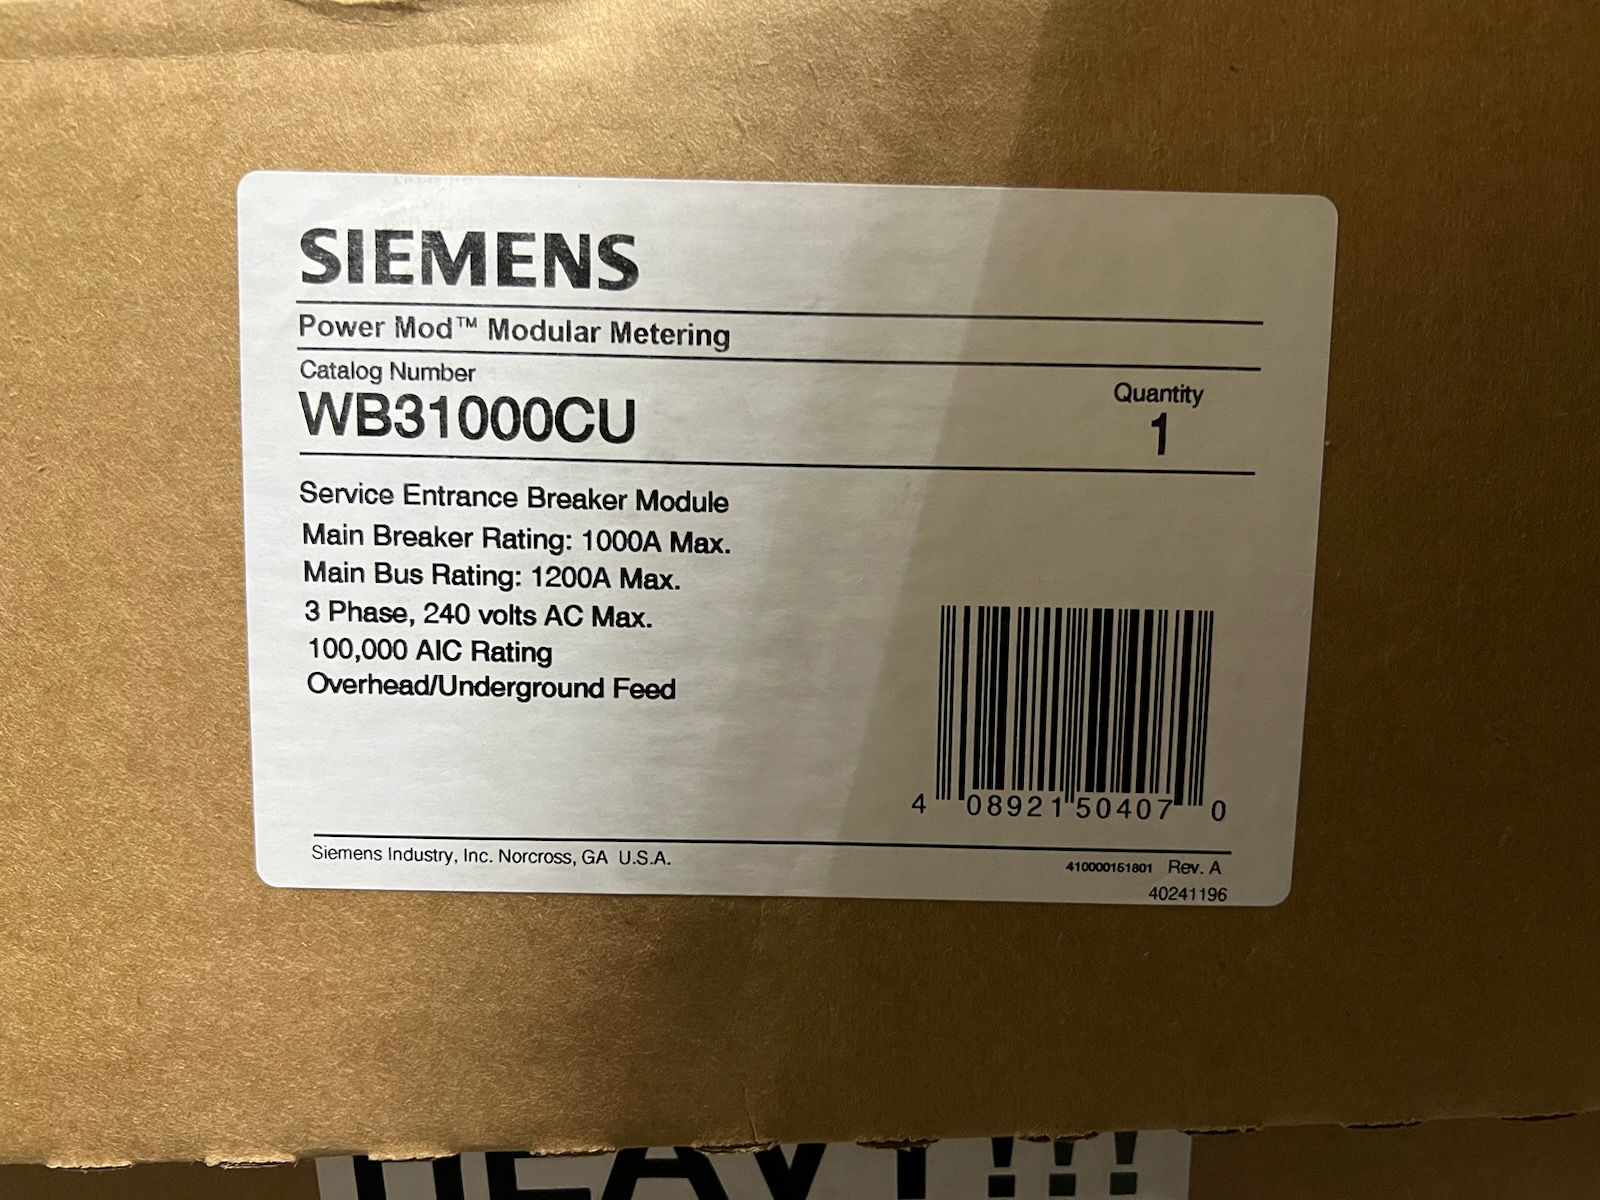 SIEMENS
Power Mod™ Modular Metering
Catalog Number
WB31000CU
Quantity
1
Service Entrance Breaker Module
Main Breaker Rating: 1000A Max.
Main Bus Rating: 1200A Max.
3 Phase, 240 volts AC Max.
100,000 AIC Rating
Overhead/Underground Feed
4 08921 50407 0
Siemens Industry, Inc. Norcross, GA U.S.A.
410000151801 Rev. A
40241196
HEAVY!!!